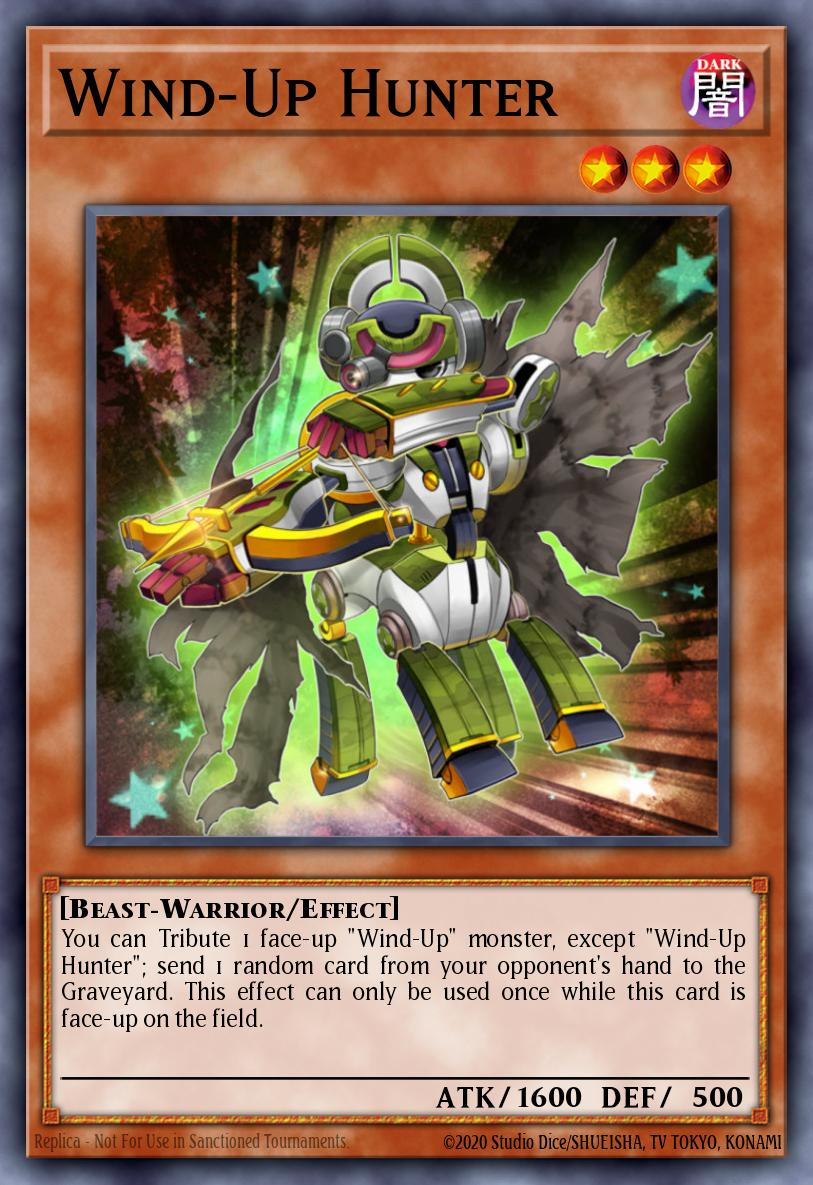 Wind-Up Hunter
DARK
闇
[Beast-Warrior/Effect]
You can Tribute 1 face-up "Wind-Up" monster, except "Wind-Up
Hunter"; send 1 random card from your opponent's hand to the
Graveyard. This effect can only be used once while this card is
face-up on the field.
ATK/1600 DEF/ 500
Replica - Not For Use in Sanctioned Tournaments.
©2020 Studio Dice/SHUEISHA, TV TOKYO, KONAMI